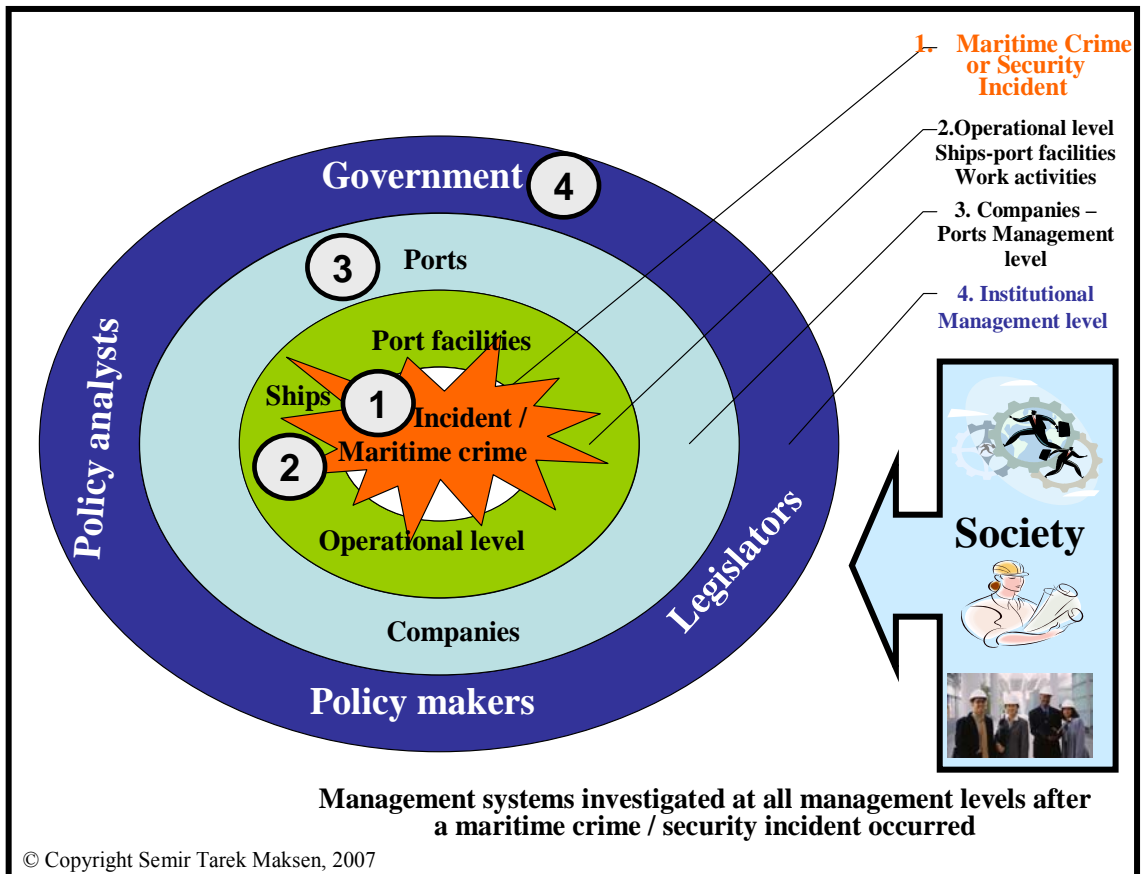 1. Maritime Crime
or Security
Incident
2.Operational level
Ships-port facilities
Work activities
3. Companies –
Ports Management
level
4. Institutional
Management level
Government
4
3
Ports
Port facilities
Ships
1
Incident /
Maritime crime
2
Operational level
Companies
Policy makers
Policy analysts
Legislators
Society
Management systems investigated at all management levels after
a maritime crime / security incident occurred
© Copyright Semir Tarek Maksen, 2007